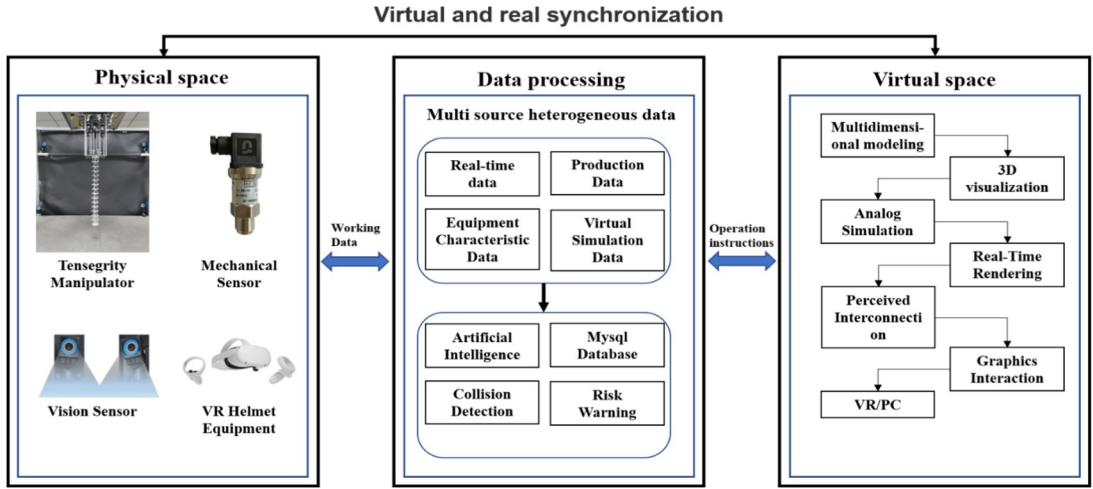 Virtual and real synchronization
Physical space
Tensegrity
Manipulator
Mechanical
Sensor
Vision Sensor
VR Helmet
Equipment
Working
Data
Data processing
Multi source heterogeneous data
Real-time
data
Production
Data
Equipment
Characteristic
Data
Virtual
Simulation
Data
Artificial
Intelligence
Mysql
Database
Collision
Detection
Risk
Warning
Operation
instructions
Virtual space
Multidimensi-
onal modeling
3D
visualization
Analog
Simulation
Real-Time
Rendering
Perceived
Interconnecti
on
Graphics
Interaction
VR/PC